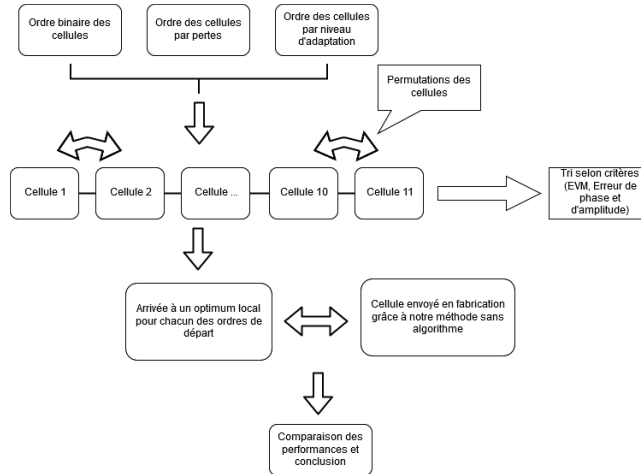 Ordre binaire des
cellules
Ordre des cellules
par pertes
Ordre des cellules
par niveau
d'adaptation
Permutations des
cellules
Cellule 1
Cellule 2
Cellule ...
Cellule 10
Cellule 11
Tri selon critères
(EVM, Erreur de
phase et
d'amplitude)
Arrivée à un optimum local
pour chacun des ordres de
départ
Cellule envoyé en fabrication
grâce à notre méthode sans
algorithme
Comparaison des
performances et
conclusion